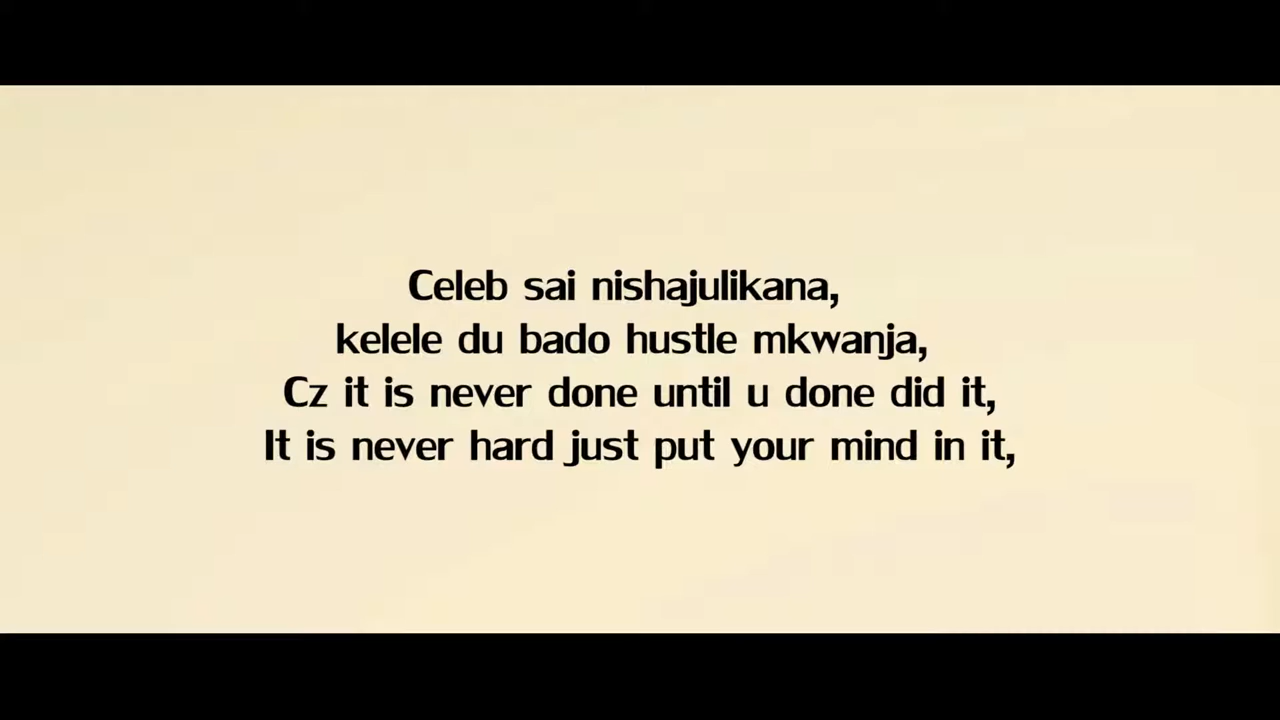 Celeb sai nishajulikana,
kelele du bado hustle mkwanja,
Cz it is never done until u done did it,
It is never hard just put your mind in it,